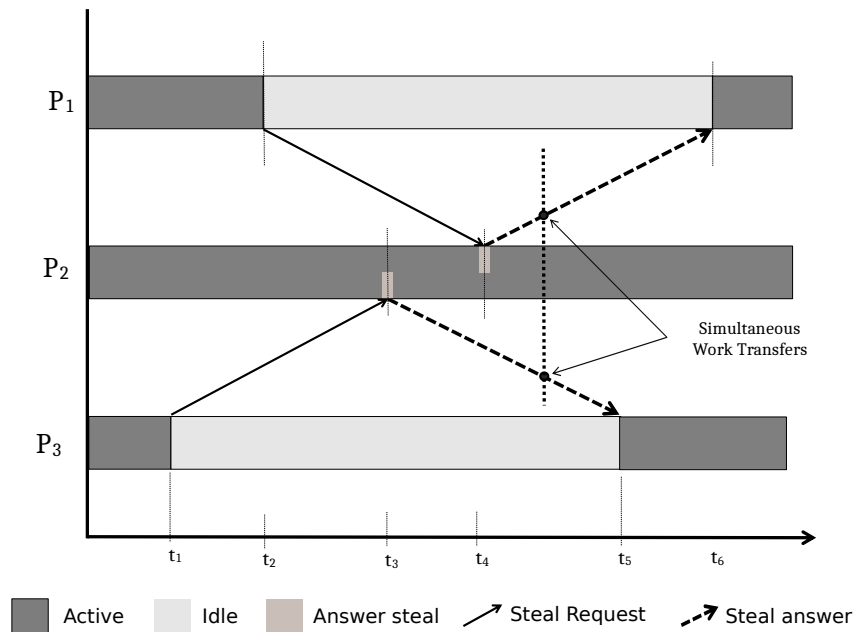 P₁
P₂
Simultaneous
Work Transfers
P₃
t₁ t₂ t₃ t₄ t₅ t₆
Active Idle Answer steal Steal Request Steal answer